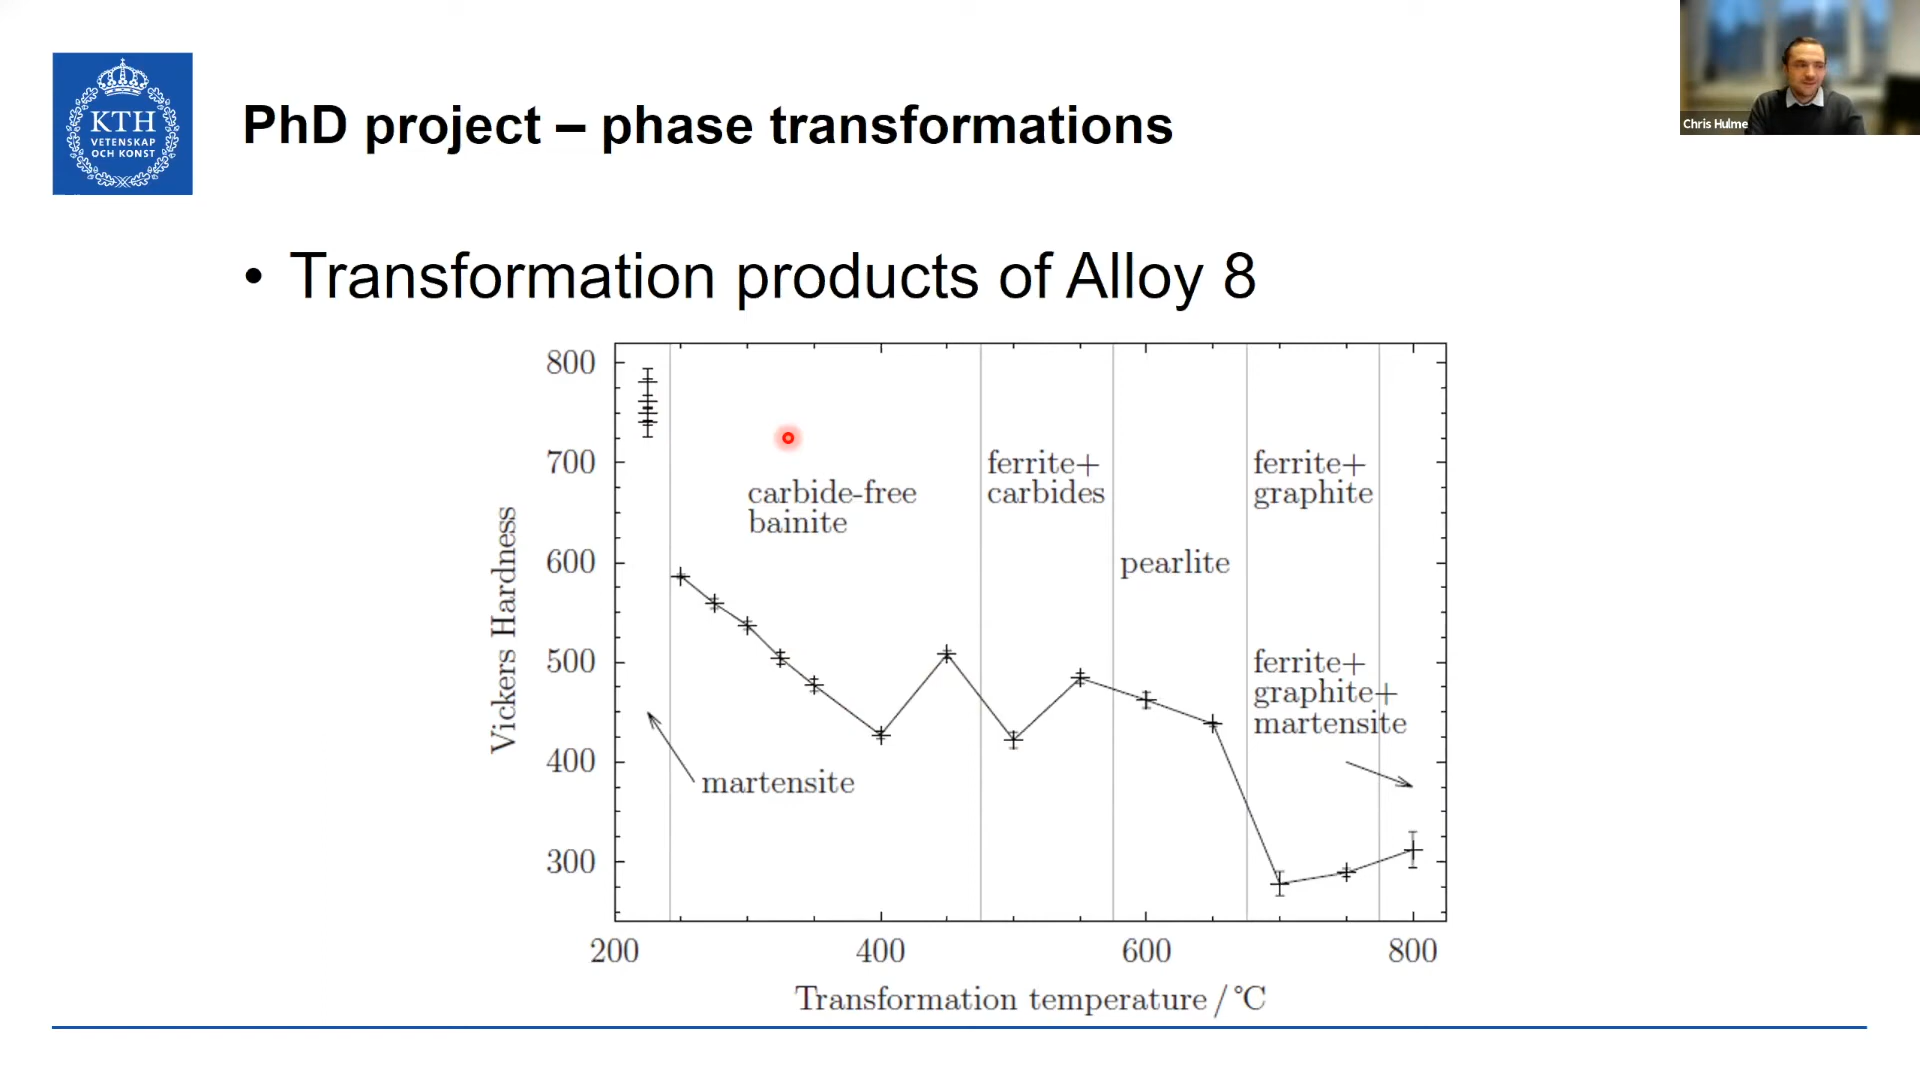 KTH
VETENSKAP
OCH KONST
PhD project – phase transformations
Chris Hulme
• Transformation products of Alloy 8
800
700
600
500
400
300
Vickers Hardness
carbide-free
bainite
ferrite+
carbides
pearlite
ferrite+
graphite
ferrite+
graphite+
martensite
martensite
200
400
600
800
Transformation temperature / °C